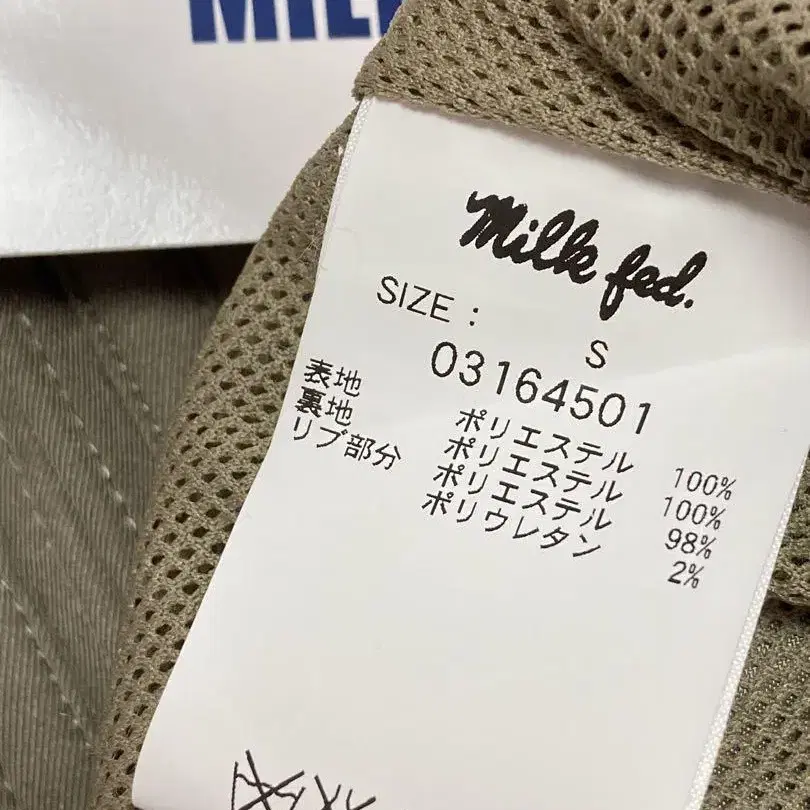 Milk fed.
SIZE : S
03164501
表地 ポリエステル 100%
裏地 ポリエステル 100%
リブ部分 ポリエステル 98%
ポリウレタン 2%